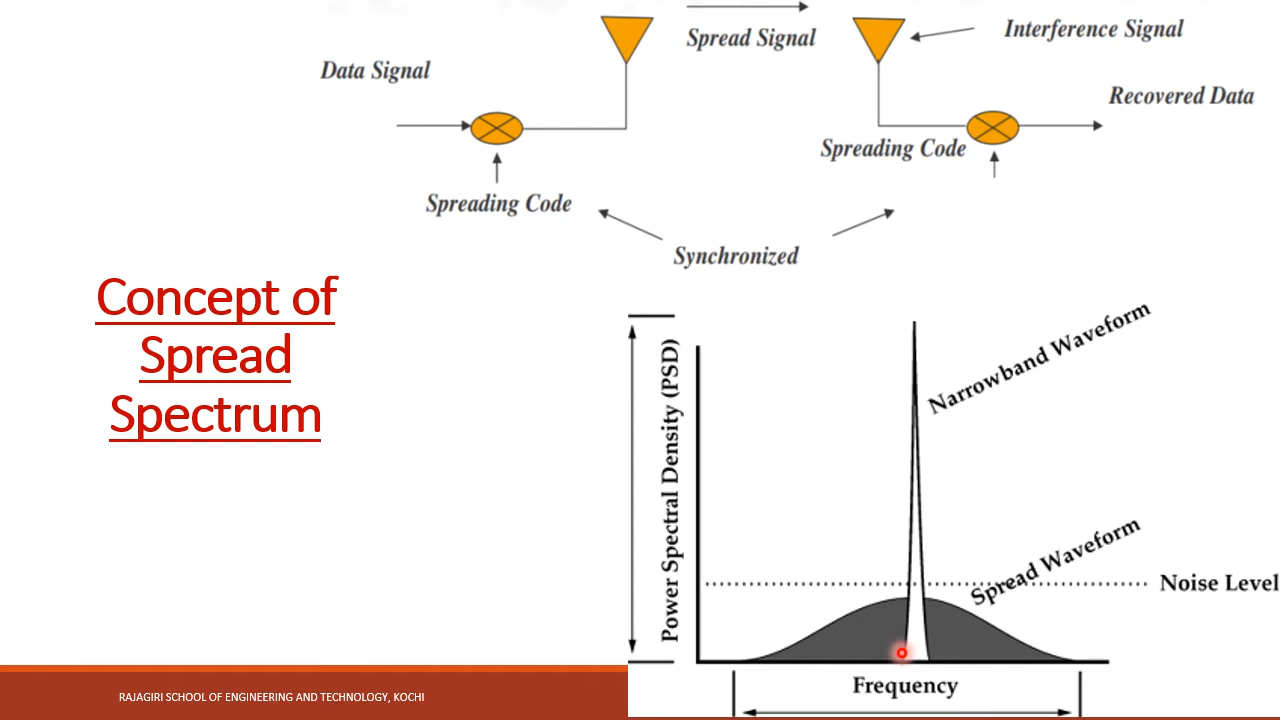 Spread Signal
Interference Signal
Data Signal
Recovered Data
Spreading Code
Spreading Code
Synchronized
Concept of
Spread
Spectrum
Power Spectral Density (PSD)
Narrowband Waveform
Spread Waveform
Noise Level
Frequency
RAJAGIRI SCHOOL OF ENGINEERING AND TECHNOLOGY, KOCHI